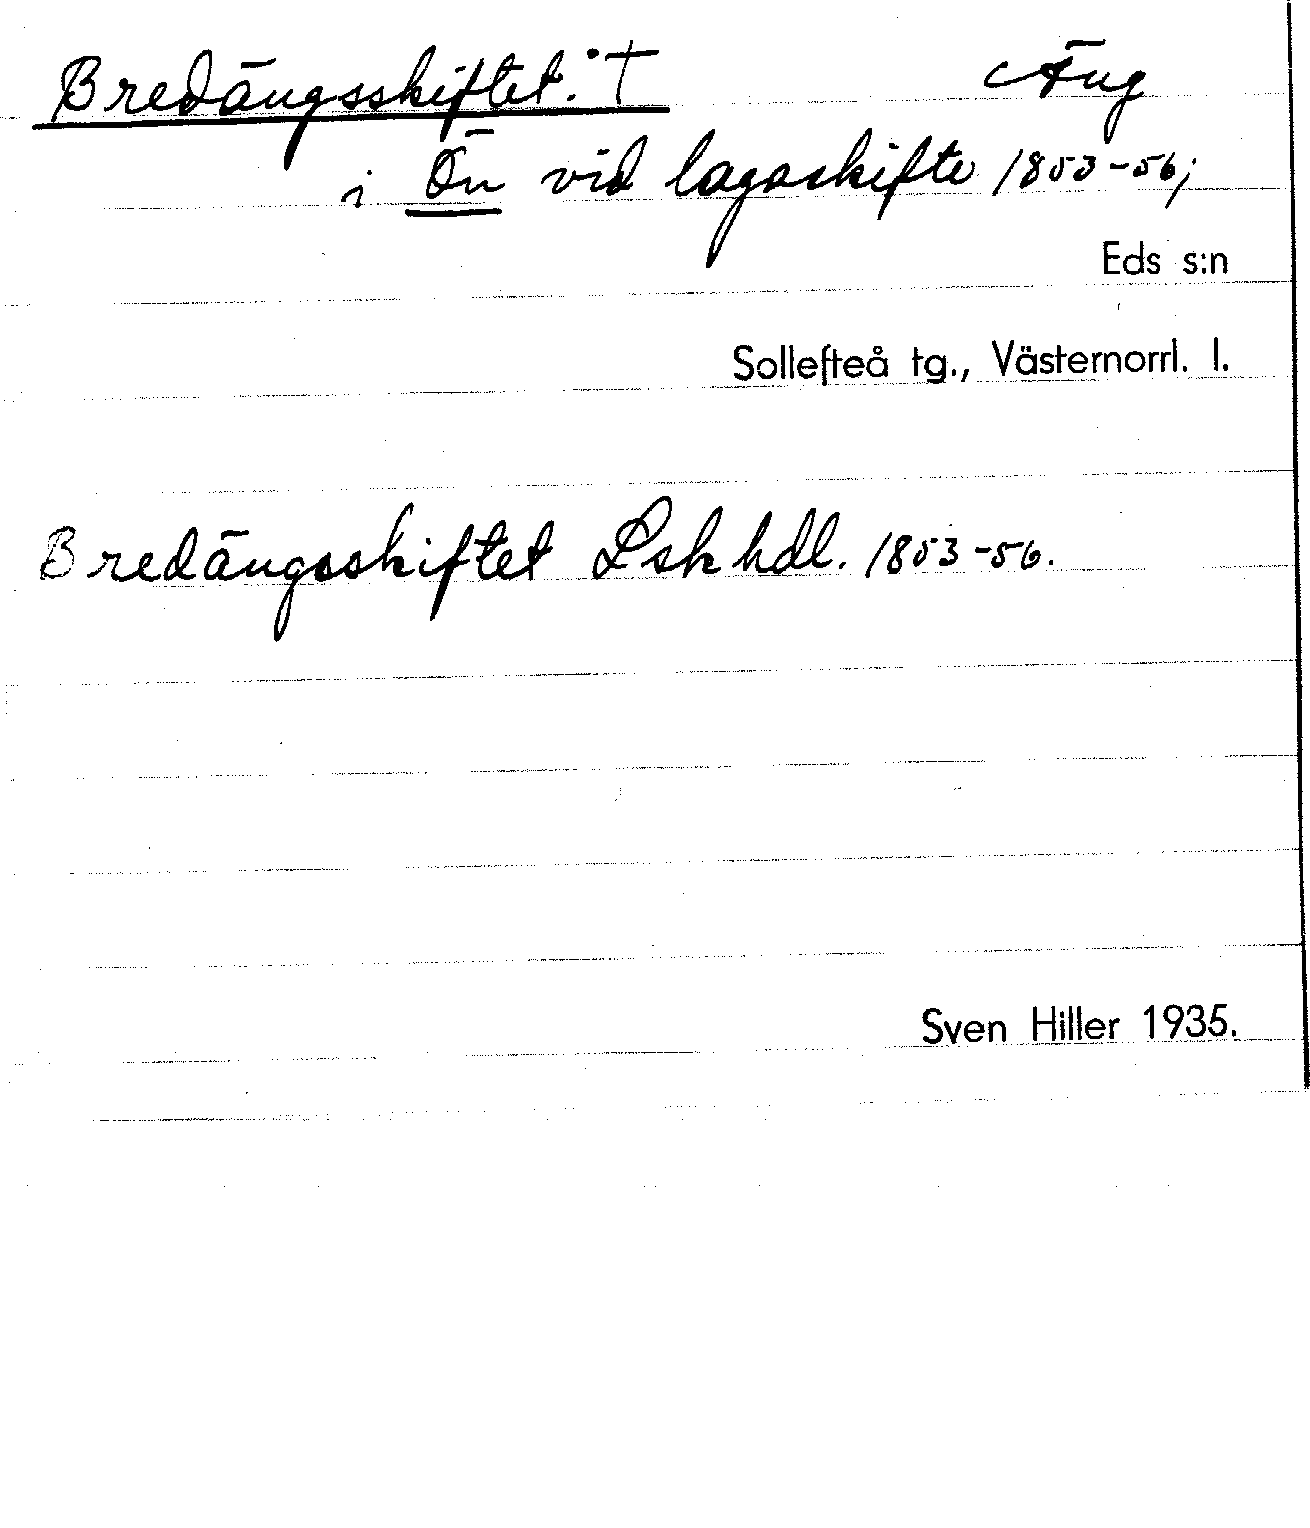 Bredängsskiftet. † Äng
i Ön vid lagaskifte 1853-56;
Eds s:n
Sollefteå tg., Västernorrl. l.
Bredängsskiftet Lskhdl. 1853-56.
Sven Hiller 1935.